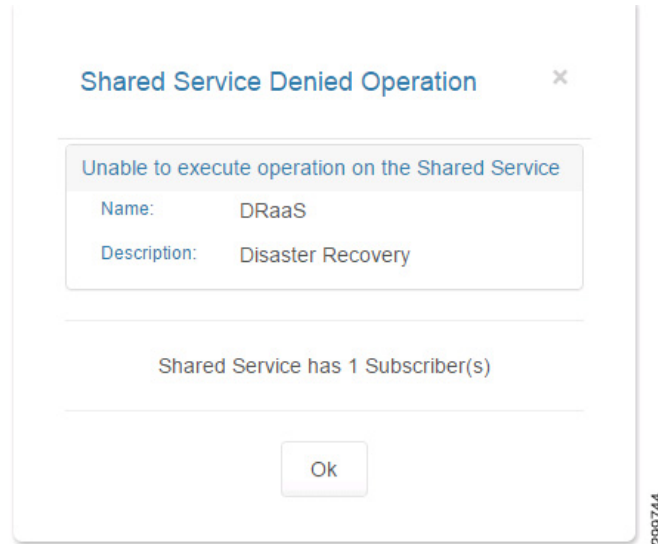 Shared Service Denied Operation ×
Unable to execute operation on the Shared Service
Name: DRaaS
Description: Disaster Recovery
Shared Service has 1 Subscriber(s)
Ok
299744